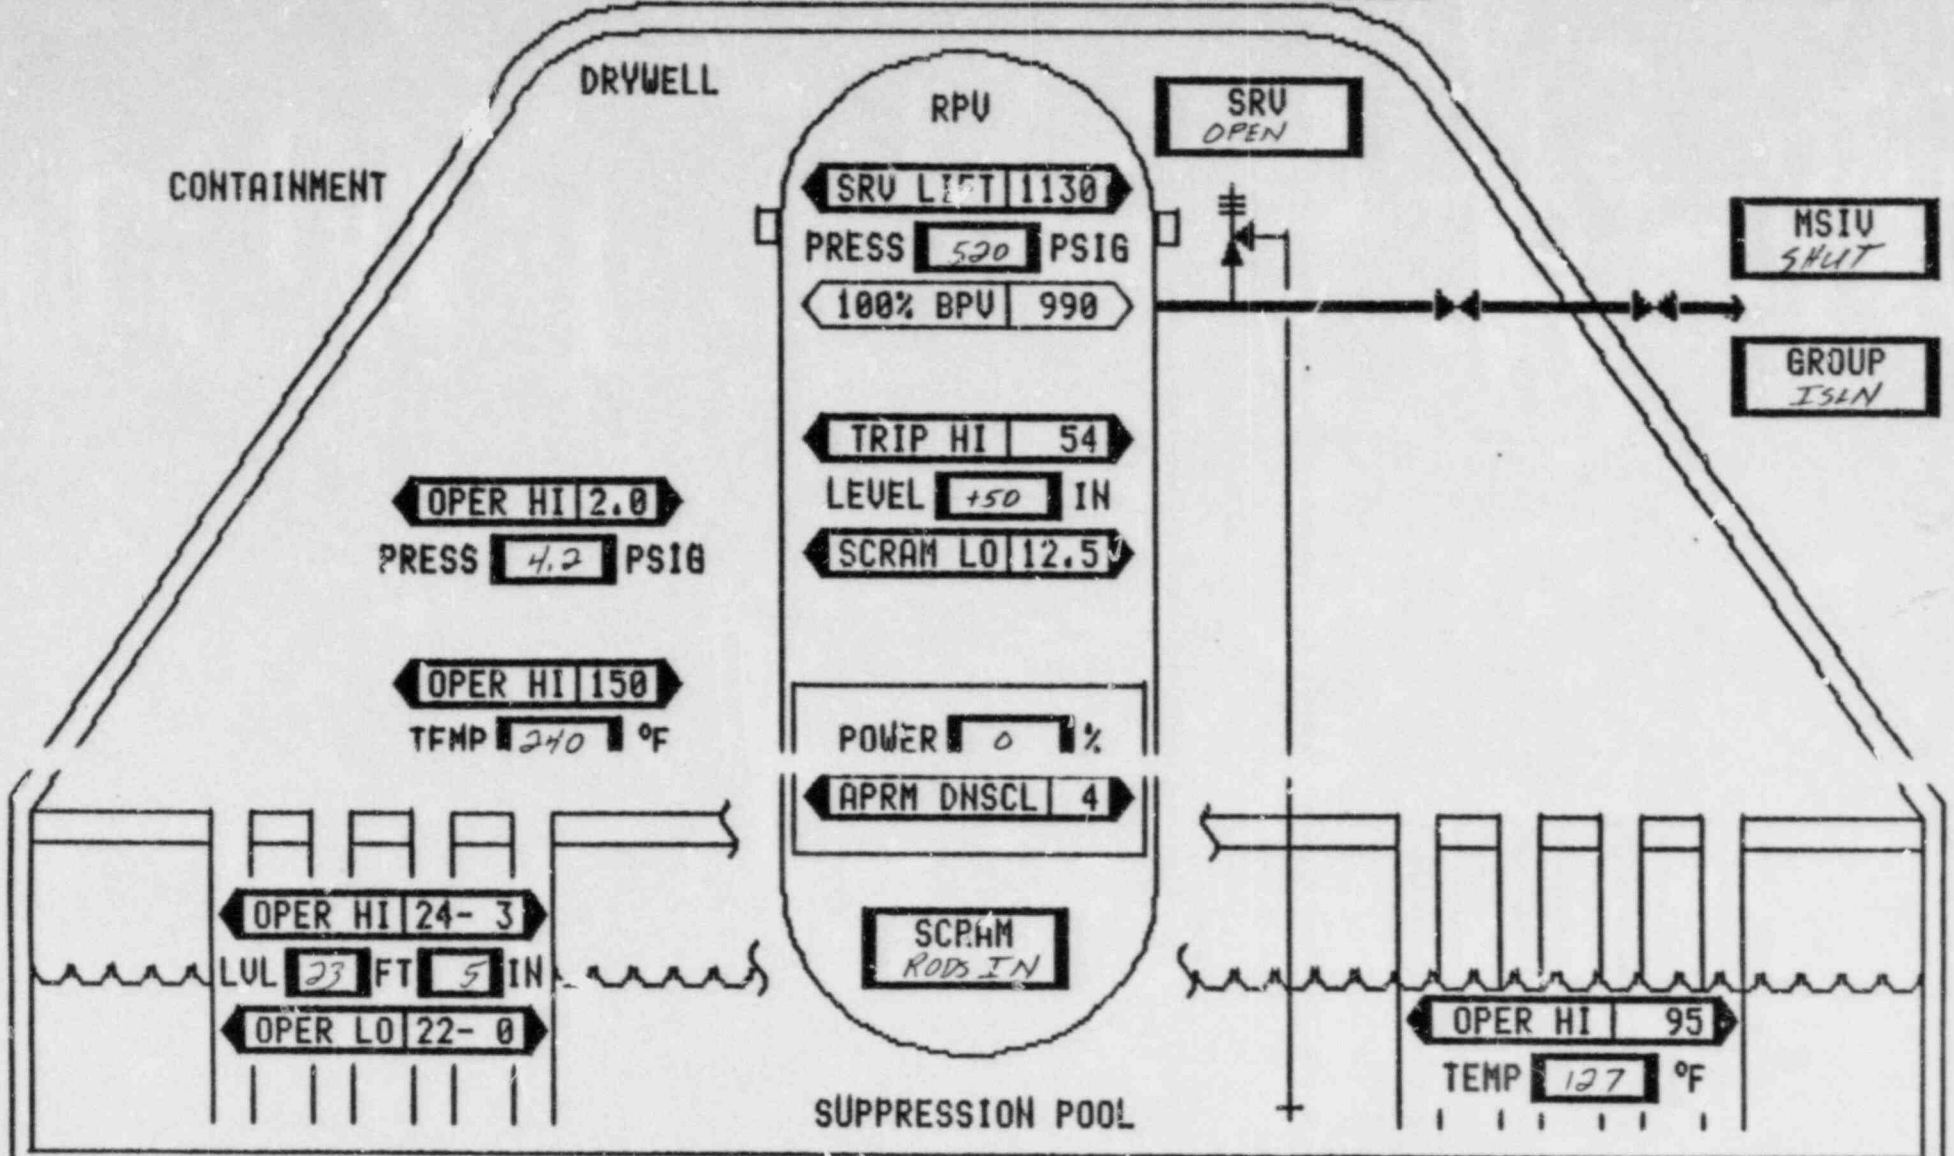 DRYWELL
RPV
SRV
OPEN
CONTAINMENT
SRV LIFT 1130
PRESS 520 PSIG
100% BPV 990
MSIV
SHUT
GROUP
ISLN
TRIP HI 54
LEVEL +50 IN
SCRAM LO 12.5
OPER HI 2.0
PRESS 4.2 PSIG
OPER HI 150
TEMP 240 °F
POWER 0 %
APRM DNSCL 4
OPER HI 24- 3
LVL 23 FT 5 IN
OPER LO 22- 0
SCRAM
RODS IN
OPER HI 95
TEMP 127 °F
SUPPRESSION POOL